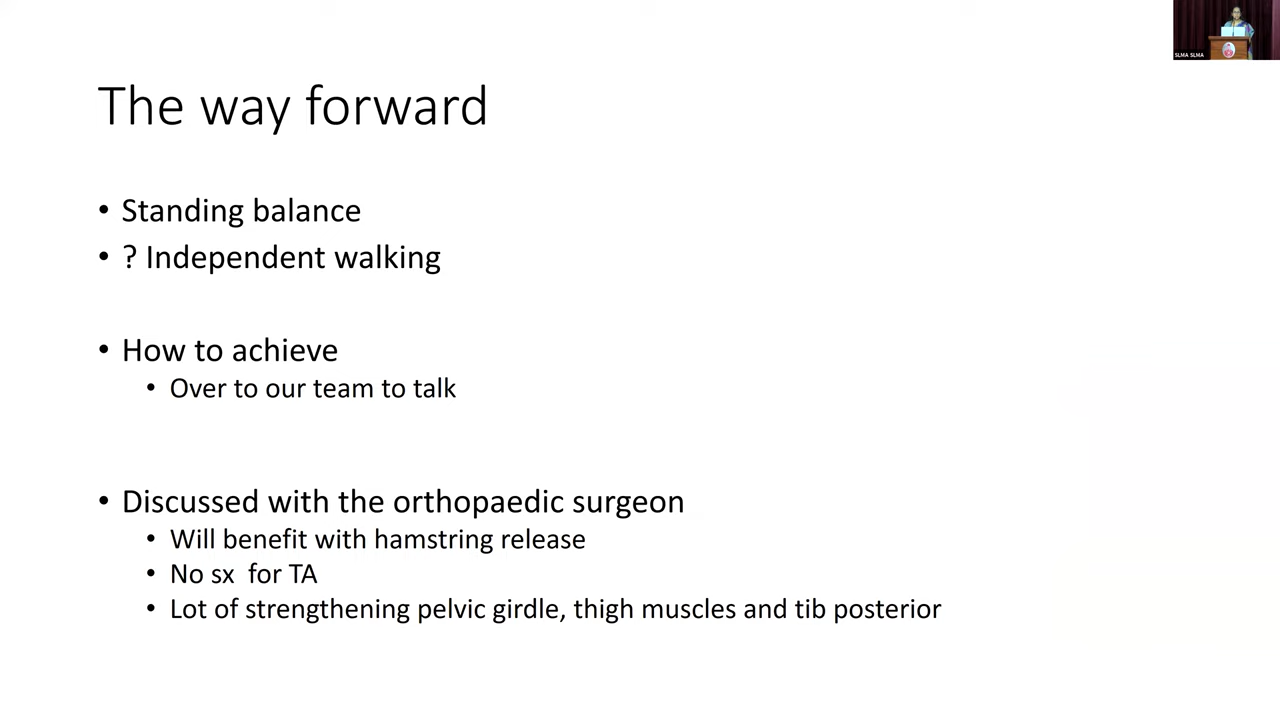 SLMA SLMA
The way forward
• Standing balance
• ? Independent walking
• How to achieve
• Over to our team to talk
• Discussed with the orthopaedic surgeon
• Will benefit with hamstring release
• No sx for TA
• Lot of strengthening pelvic girdle, thigh muscles and tib posterior